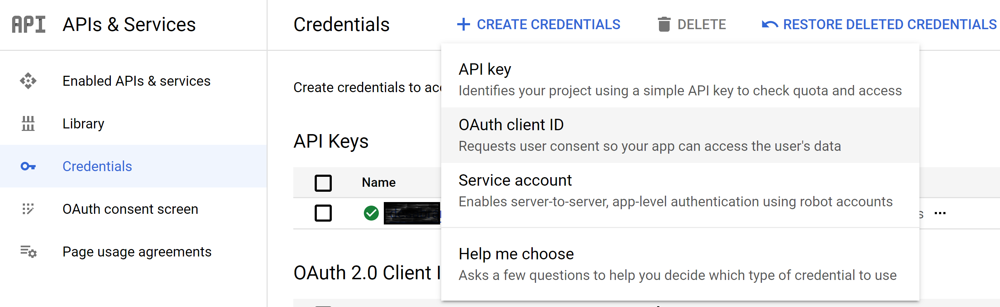 API APIs & Services
Credentials
CREATE CREDENTIALS
DELETE
RESTORE DELETED CREDENTIALS
Enabled APIs & services
Library
Credentials
OAuth consent screen
Page usage agreements
Create credentials to
API Keys
Name
OAuth 2.0 Client
API key
Identifies your project using a simple API key to check quota and access
OAuth client ID
Requests user consent so your app can access the user's data
Service account
Enables server-to-server, app-level authentication using robot accounts
Help me choose
Asks a few questions to help you decide which type of credential to use